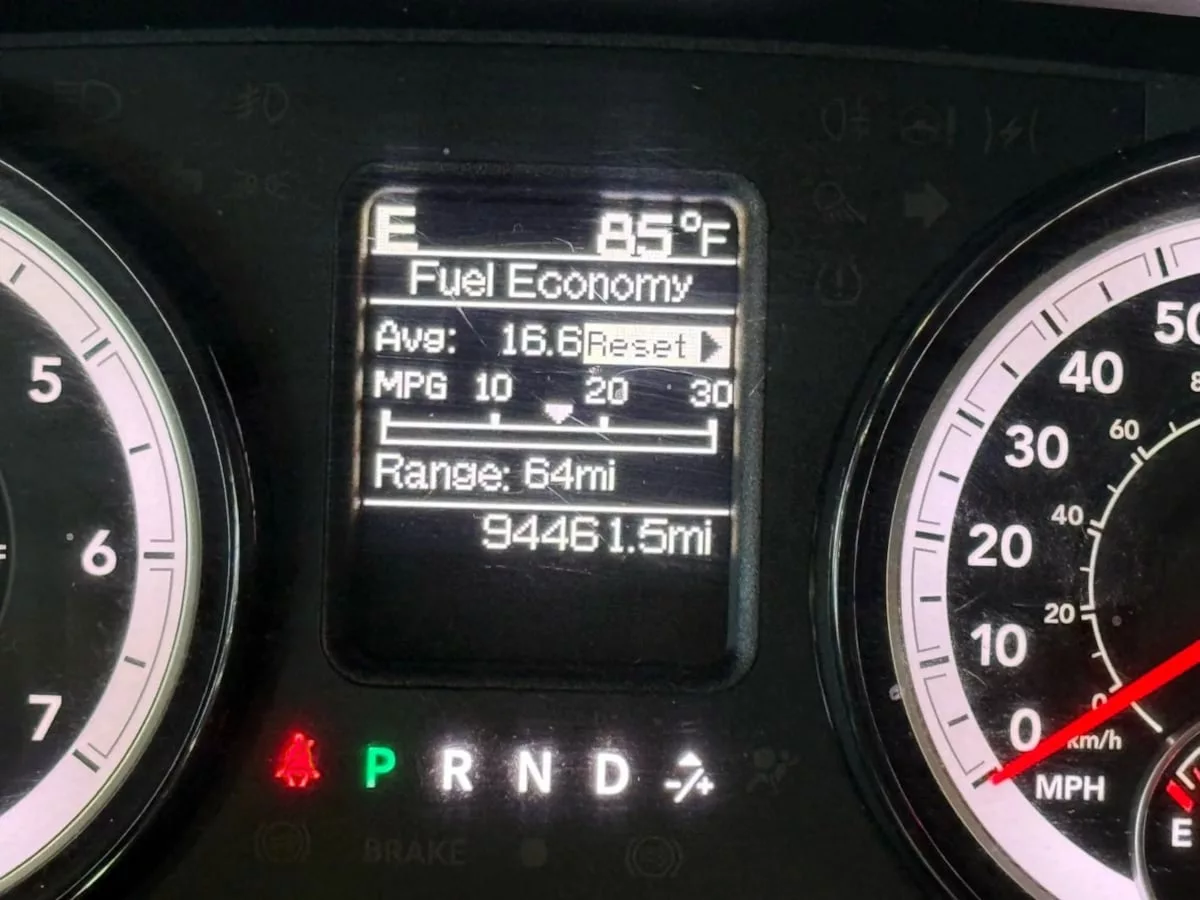 E 85°F
Fuel Economy
Avg: 16.6 Reset
MPG 10 20 30
Range: 64mi
94461.5mi
P R N D -/+
BRAKE
5
6
7
50
40
30
20
10
0
MPH
60
40
20
0
km/h
E